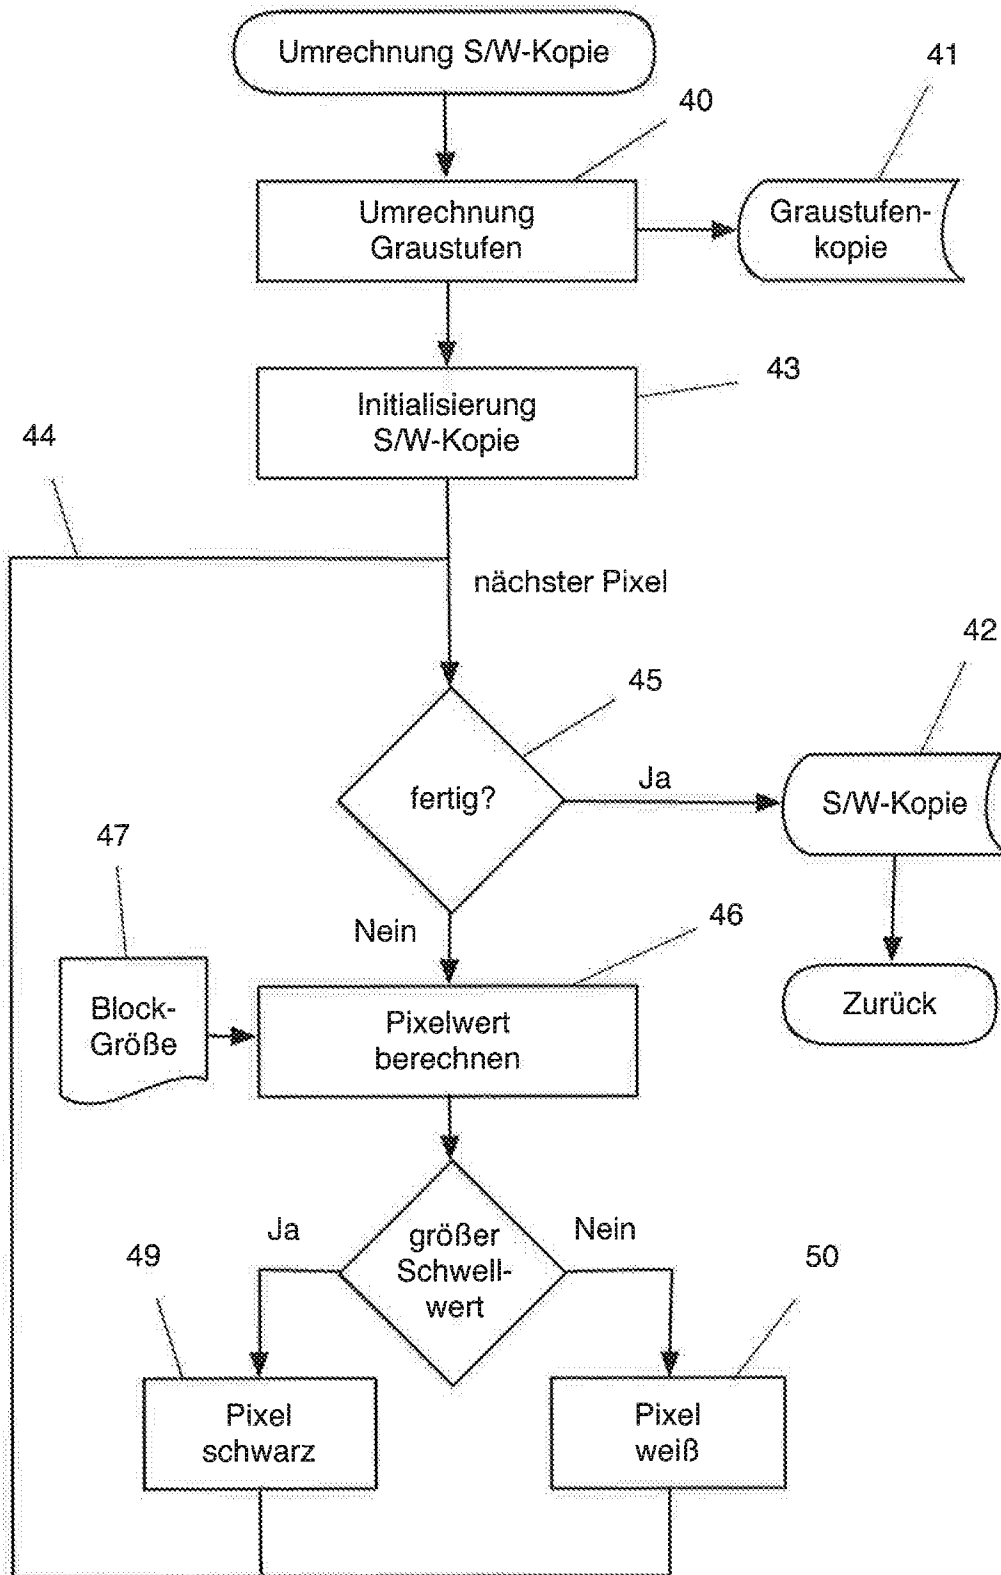 Umrechnung S/W-Kopie
41
40
Umrechnung
Graustufen
Graustufen-
kopie
43
Initialisierung
S/W-Kopie
44
nächster Pixel
42
45
fertig?
Ja
S/W-Kopie
47
Nein
46
Block-
Größe
Pixelwert
berechnen
Zurück
Ja
größer
Schwell-
wert
Nein
49
50
Pixel
schwarz
Pixel
weiß